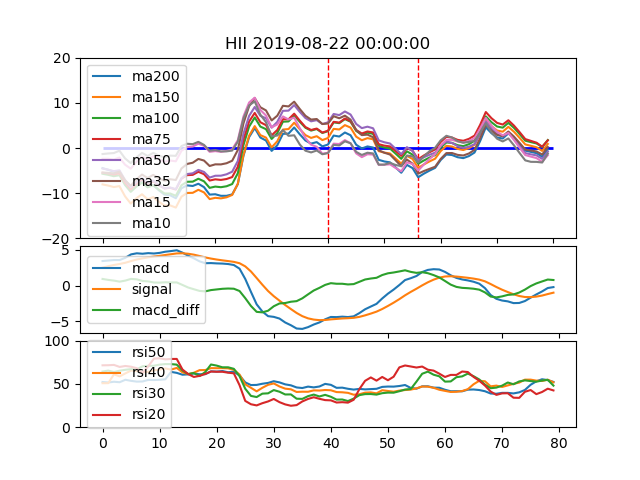 HII 2019-08-22 00:00:00
20
10
0
−10
−20
ma200
ma150
ma100
ma75
ma50
ma35
ma15
ma10
5
0
−5
macd
signal
macd_diff
100
50
0
rsi50
rsi40
rsi30
rsi20
0 10 20 30 40 50 60 70 80